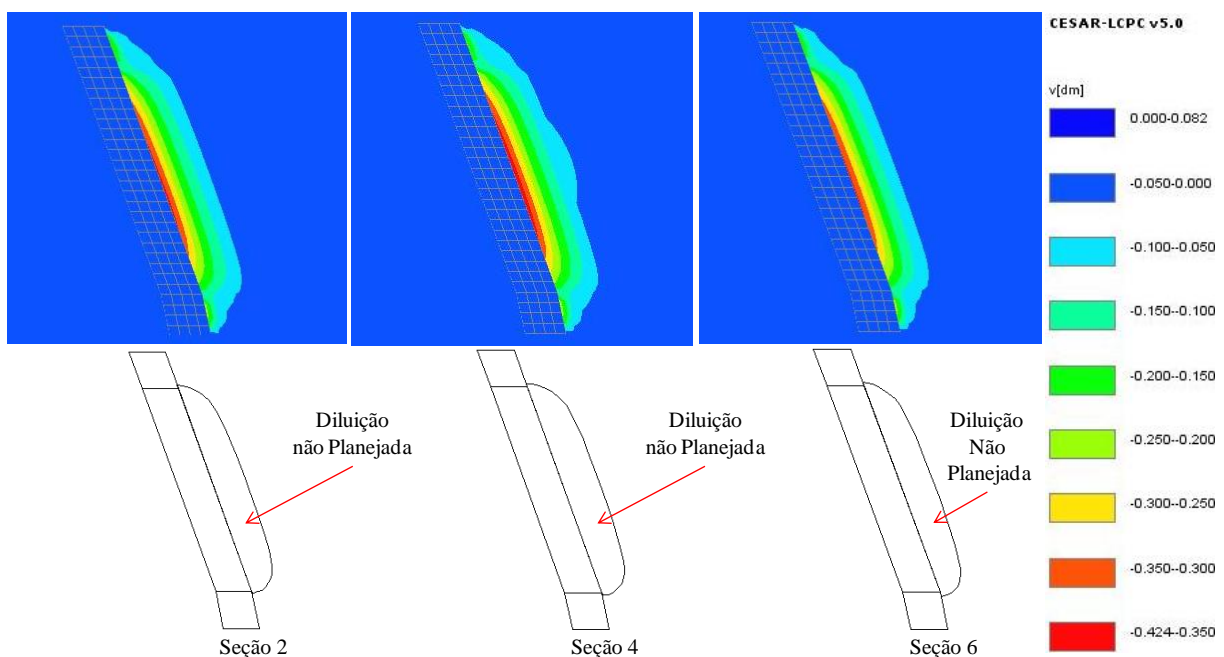 CESAR-LCPC v5.0
v[dm]
0.000-0.082
-0.050-0.000
-0.100--0.050
-0.150--0.100
-0.200--0.150
-0.250--0.200
-0.300--0.250
-0.350--0.300
-0.424--0.350
Diluição
não Planejada
Diluição
não Planejada
Diluição
Não
Planejada
Seção 2
Seção 4
Seção 6